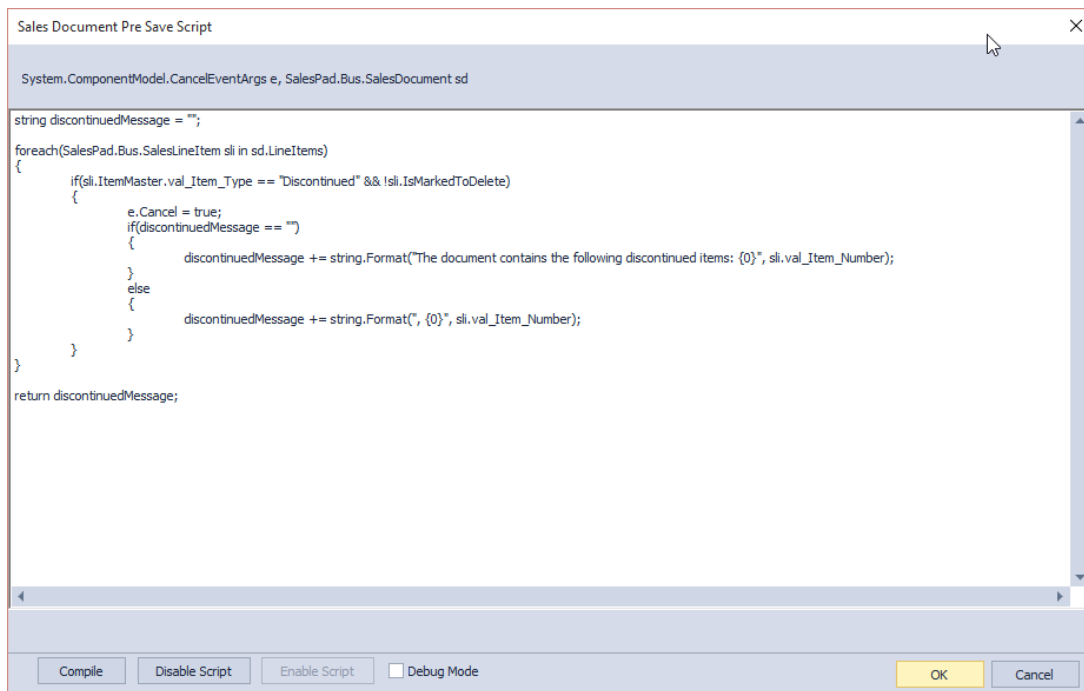 Sales Document Pre Save Script
System.ComponentModel.CancelEventArgs e, SalesPad.Bus.SalesDocument sd
string discontinuedMessage = "";
foreach(SalesPad.Bus.SalesLineItem sli in sd.LineItems)
{
if(sli.ItemMaster.val_Item_Type == "Discontinued" && !sli.IsMarkedToDelete)
{
e.Cancel = true;
if(discontinuedMessage == "")
{
discontinuedMessage += string.Format("The document contains the following discontinued items: {0}", sli.val_Item_Number);
}
else
{
discontinuedMessage += string.Format(", {0}", sli.val_Item_Number);
}
}
}
return discontinuedMessage;
Compile Disable Script Enable Script Debug Mode OK Cancel